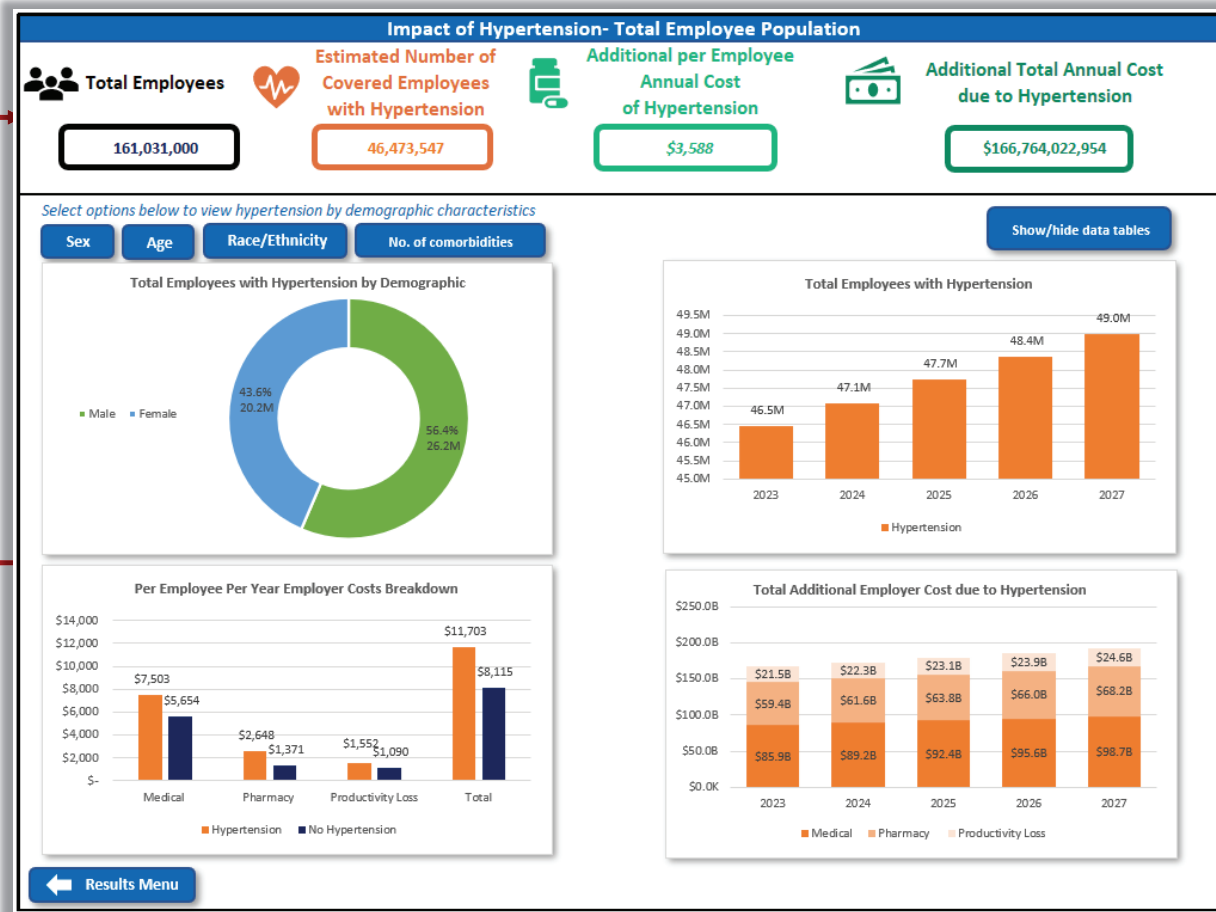 Impact of Hypertension- Total Employee Population
Total Employees
161,031,000
Estimated Number of
Covered Employees
with Hypertension
46,473,547
Additional per Employee
Annual Cost
of Hypertension
$3,588
Additional Total Annual Cost
due to Hypertension
$166,764,022,954
Select options below to view hypertension by demographic characteristics
Sex
Age
Race/Ethnicity
No. of comorbidities
Show/hide data tables
Total Employees with Hypertension by Demographic
Male
Female
43.6%
20.2M
56.4%
26.2M
Total Employees with Hypertension
49.5M
49.0M
48.5M
48.0M
47.5M
47.0M
46.5M
46.0M
45.5M
45.0M
46.5M
47.1M
47.7M
48.4M
49.0M
2023
2024
2025
2026
2027
Hypertension
Per Employee Per Year Employer Costs Breakdown
$14,000
$12,000
$10,000
$8,000
$6,000
$4,000
$2,000
$-
$7,503
$5,654
$2,648
$1,371
$1,552
$1,090
$11,703
$8,115
Medical
Pharmacy
Productivity Loss
Total
Hypertension
No Hypertension
Total Additional Employer Cost due to Hypertension
$250.0B
$200.0B
$150.0B
$100.0B
$50.0B
$0.0K
$21.5B
$22.3B
$23.1B
$23.9B
$24.6B
$59.4B
$61.6B
$63.8B
$66.0B
$68.2B
$85.9B
$89.2B
$92.4B
$95.6B
$98.7B
2023
2024
2025
2026
2027
Medical
Pharmacy
Productivity Loss
Results Menu